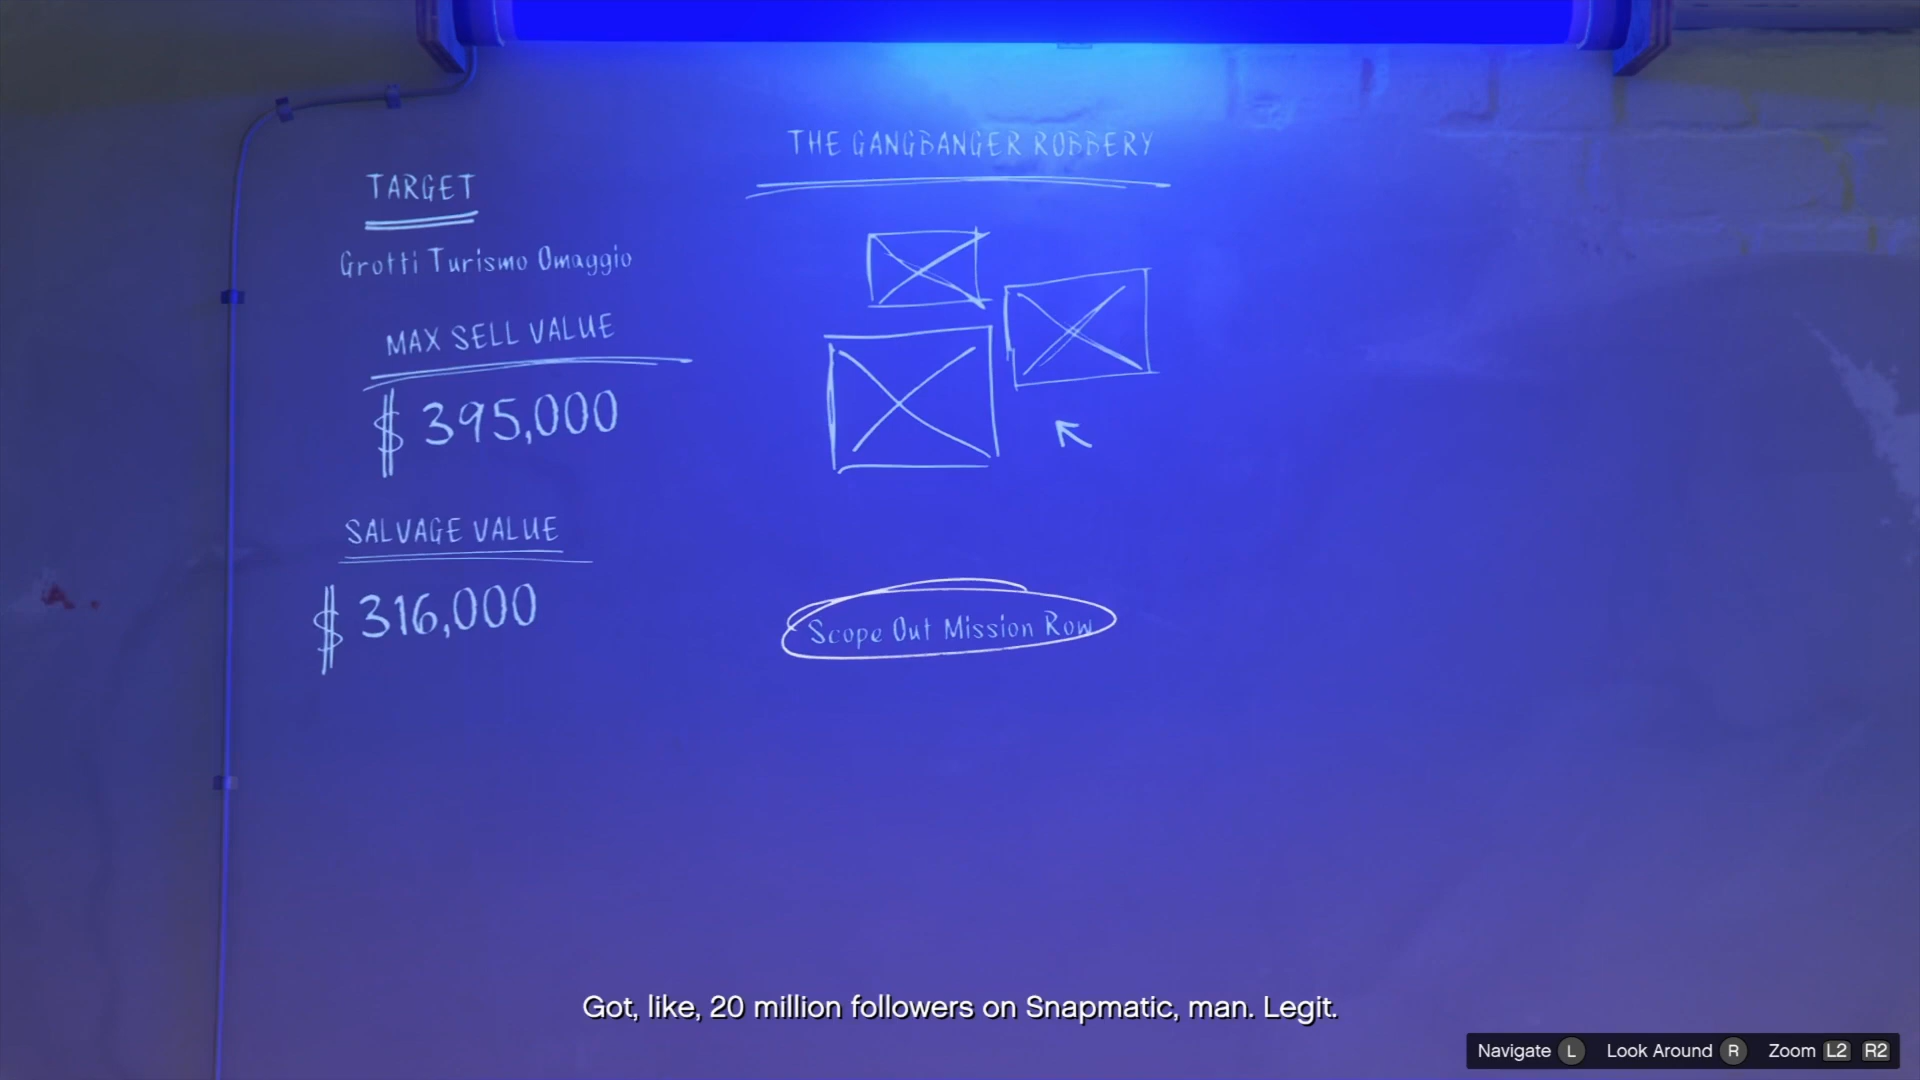 THE GANGBANGER ROBBERY
TARGET
Grotti Turismo Omaggio
MAX SELL VALUE
$ 395,000
SALVAGE VALUE
$ 316,000
Scope Out Mission Row
Got, like, 20 million followers on Snapmatic, man. Legit.
Navigate L Look Around R Zoom L2 R2